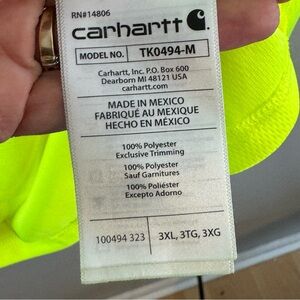 RN#14806
carhartt
MODEL NO. TK0494-M
Carhartt, Inc. P.O. Box 600
Dearborn MI 48121 USA
carhartt.com
MADE IN MEXICO
FABRIQUÉ AU MEXIQUE
HECHO EN MÉXICO
100% Polyester
Exclusive Trimming
100% Polyester
Sauf Garnitures
100% Poliéster
Excepto Adorno
100494 323 3XL, 3TG, 3XG